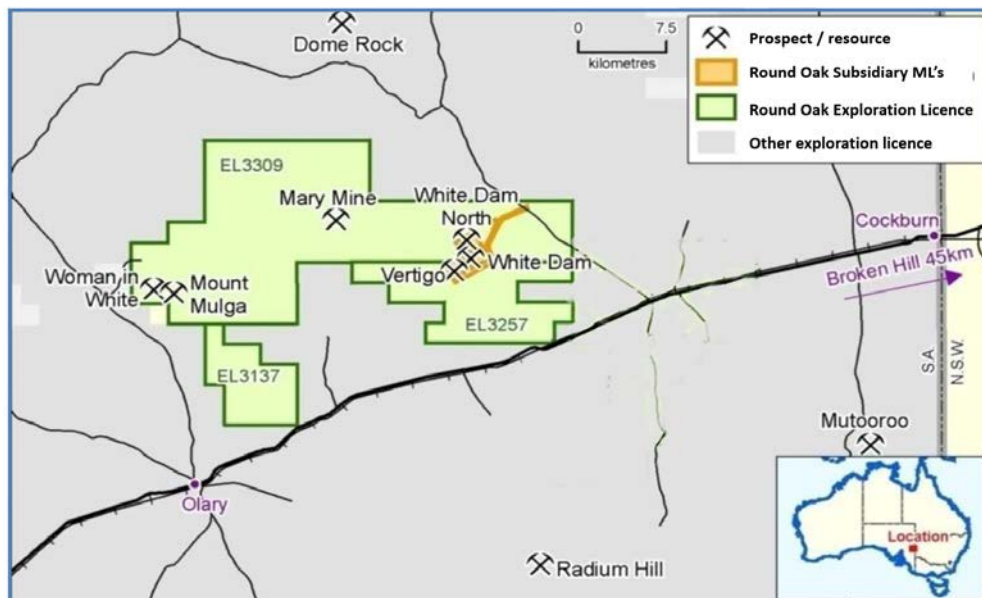 Dome Rock
0 7.5
kilometres
Prospect / resource
Round Oak Subsidiary ML's
Round Oak Exploration Licence
Other exploration licence
EL3309
Mary Mine
White Dam
North
White Dam
Vertigo
Woman in
White
Mount
Mulga
EL3257
EL3137
Cockburn
Broken Hill 45km
S.A.
N.S.W.
Mutooroo
Olary
Radium Hill
Location